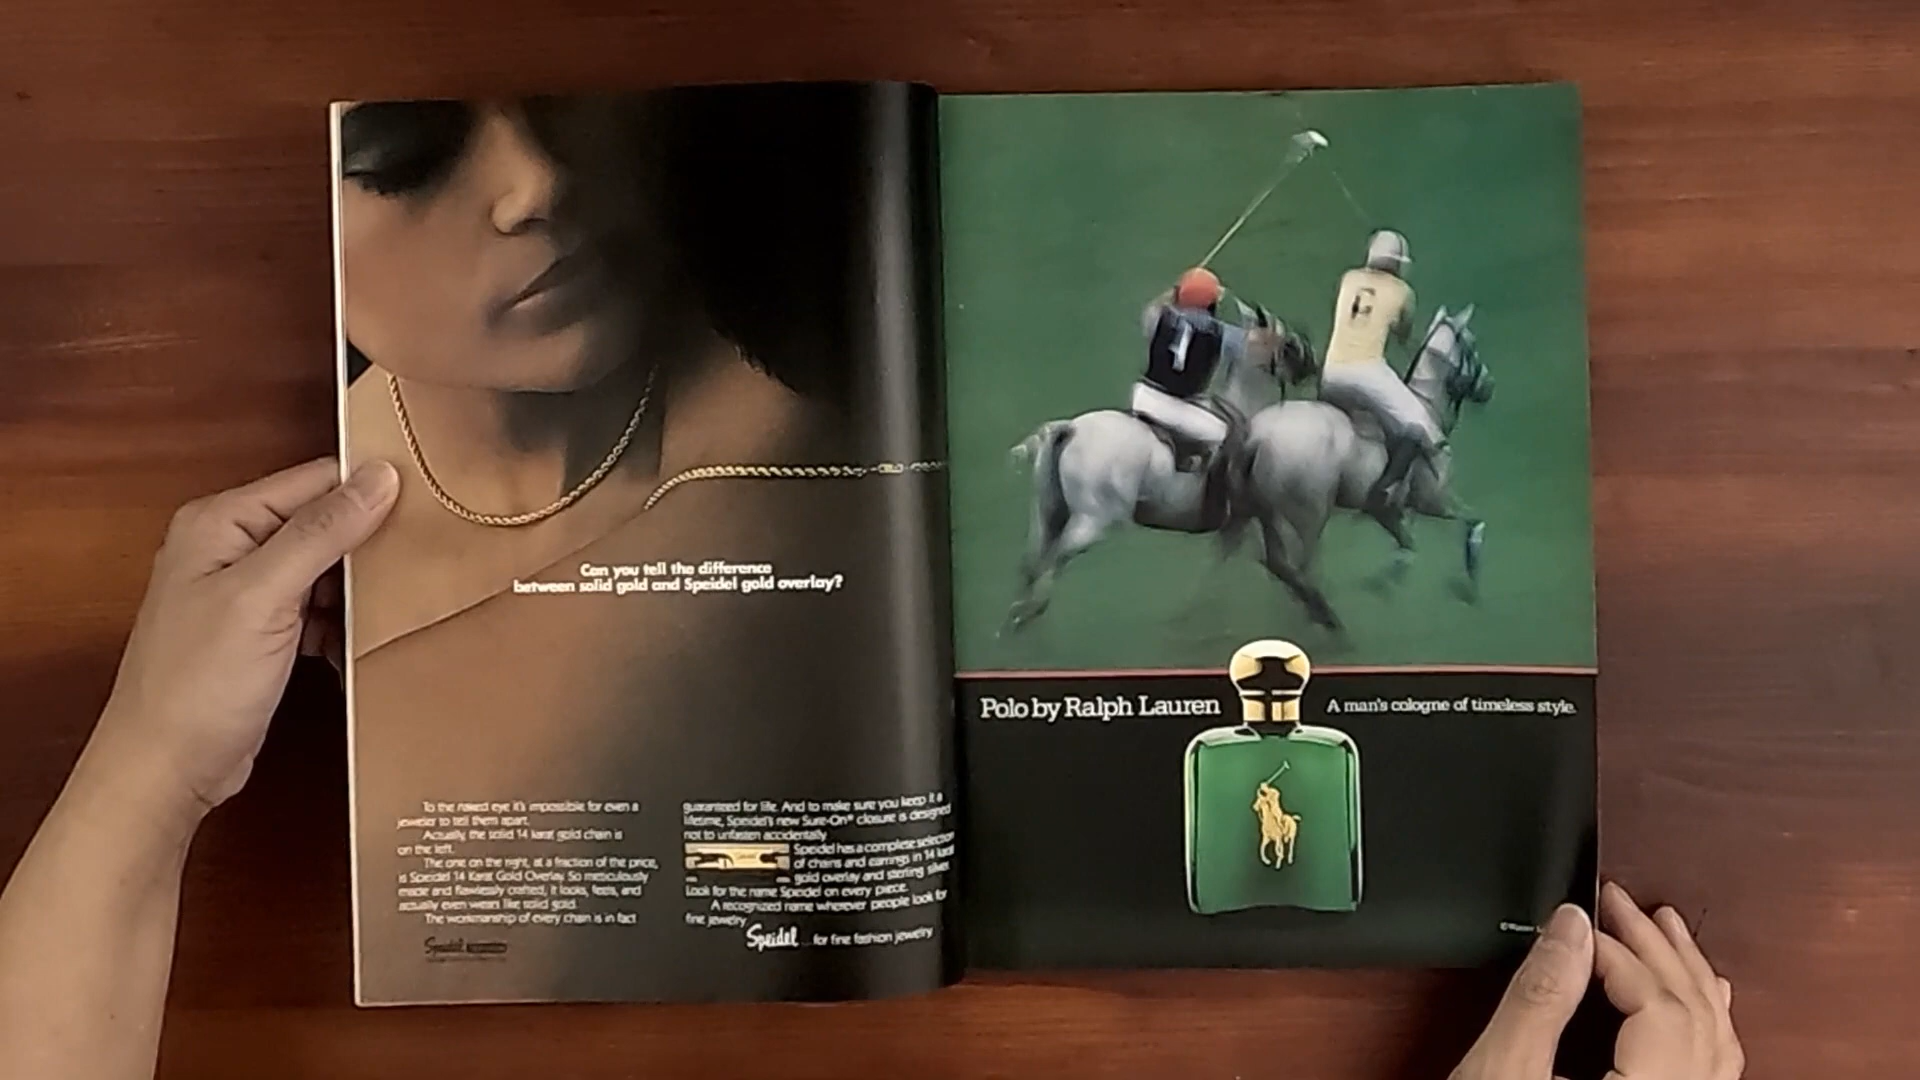 Can you tell the difference
between solid gold and Speidel gold overlay?
To the naked eye it's impossible for even a
jeweler to tell them apart.
Actually, the solid 14 karat gold chain is
on the left.
The one on the right, at a fraction of the price,
is Speidel 14 Karat Gold Overlay. So meticulously
made and flawlessly crafted, it looks, feels, and
actually even wears like solid gold.
The workmanship of every chain is in fact
guaranteed for life. And to make sure you keep it a
lifetime, Speidel's new Sure-On® closure is designed
not to unfasten accidentally.
Speidel has a complete selection
of chains and earrings in 14 karat
gold overlay and sterling silver.
Look for the name Speidel on every piece.
A recognized name wherever people look for
fine jewelry.
Speidel
Speidel ... for fine fashion jewelry.
7
Polo by Ralph Lauren
A man's cologne of timeless style.